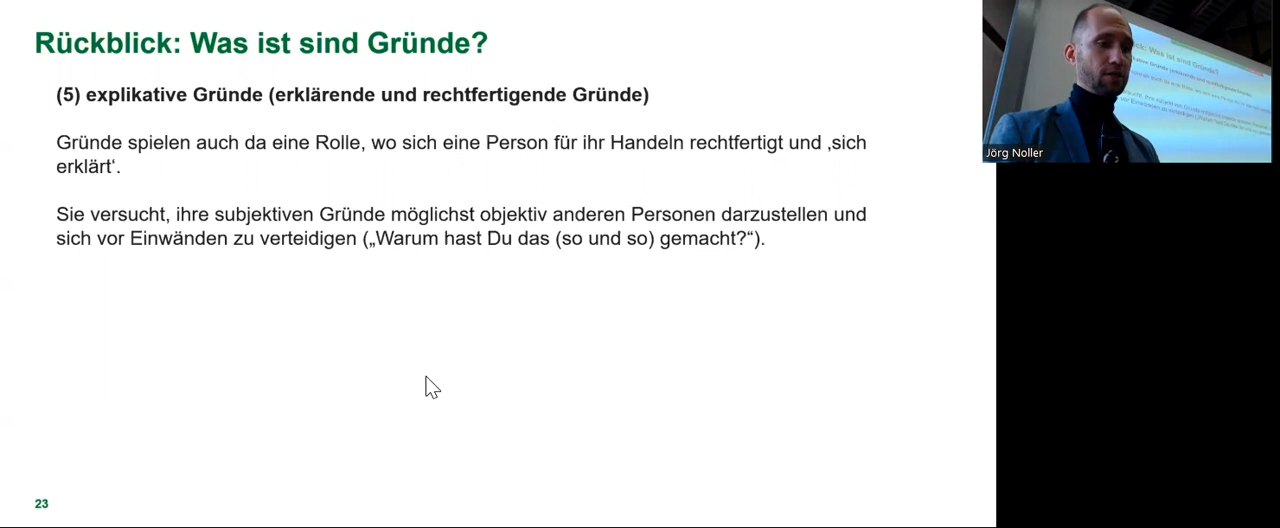 Rückblick: Was ist sind Gründe?
(5) explikative Gründe (erklärende und rechtfertigende Gründe)
Gründe spielen auch da eine Rolle, wo sich eine Person für ihr Handeln rechtfertigt und ‚sich
erklärt‘.
Sie versucht, ihre subjektiven Gründe möglichst objektiv anderen Personen darzustellen und
sich vor Einwänden zu verteidigen („Warum hast Du das (so und so) gemacht?“).
23
Jörg Noller